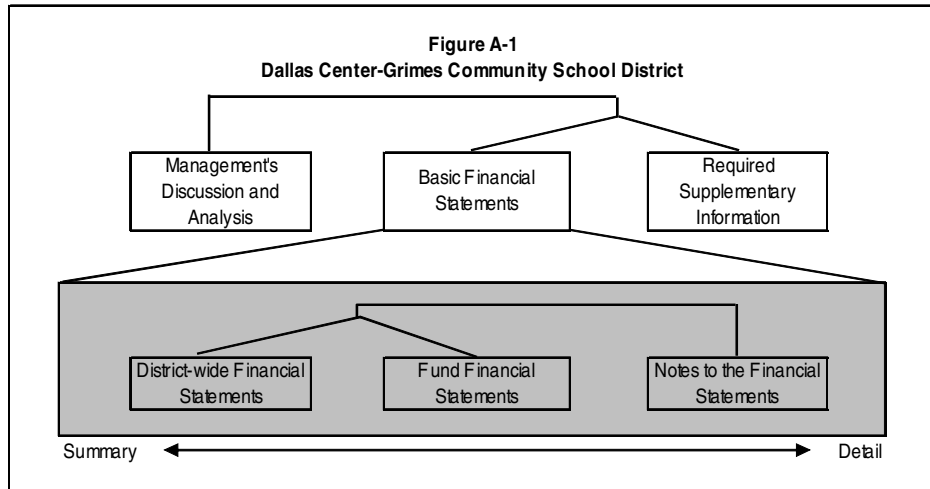 Figure A-1
Dallas Center-Grimes Community School District
Management's
Discussion and
Analysis
Basic Financial
Statements
Required
Supplementary
Information
District-wide Financial
Statements
Fund Financial
Statements
Notes to the Financial
Statements
Summary
Detail